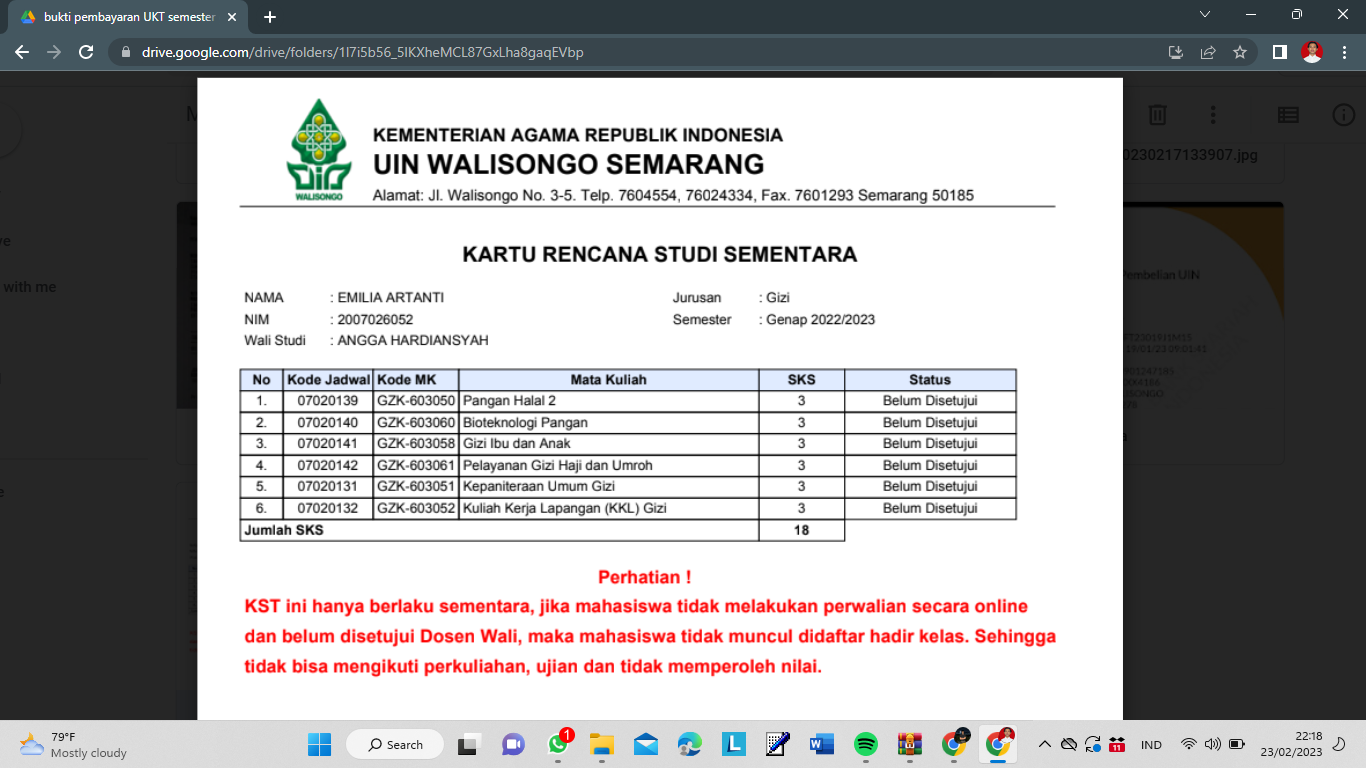 bukti pembayaran UKT semester
drive.google.com/drive/folders/1I7i5b56_5IKXheMCL87GxLha8gaqEVbp
0230217133907.jpg
with me
Pembelian UIN
WALISONGO
KEMENTERIAN AGAMA REPUBLIK INDONESIA
UIN WALISONGO SEMARANG
Alamat: Jl. Walisongo No. 3-5. Telp. 7604554, 76024334, Fax. 7601293 Semarang 50185
KARTU RENCANA STUDI SEMENTARA
NAMA : EMILIA ARTANTI Jurusan : Gizi
NIM : 2007026052 Semester : Genap 2022/2023
Wali Studi : ANGGA HARDIANSYAH
No Kode Jadwal Kode MK Mata Kuliah SKS Status
1. 07020139 GZK-603050 Pangan Halal 2 3 Belum Disetujui
2. 07020140 GZK-603060 Bioteknologi Pangan 3 Belum Disetujui
3. 07020141 GZK-603058 Gizi Ibu dan Anak 3 Belum Disetujui
4. 07020142 GZK-603061 Pelayanan Gizi Haji dan Umroh 3 Belum Disetujui
5. 07020131 GZK-603051 Kepaniteraan Umum Gizi 3 Belum Disetujui
6. 07020132 GZK-603052 Kuliah Kerja Lapangan (KKL) Gizi 3 Belum Disetujui
Jumlah SKS 18
Perhatian !
KST ini hanya berlaku sementara, jika mahasiswa tidak melakukan perwalian secara online
dan belum disetujui Dosen Wali, maka mahasiswa tidak muncul didaftar hadir kelas. Sehingga
tidak bisa mengikuti perkuliahan, ujian dan tidak memperoleh nilai.
79°F
Mostly cloudy
Search
1
L
W
11
IND
22:18
23/02/2023